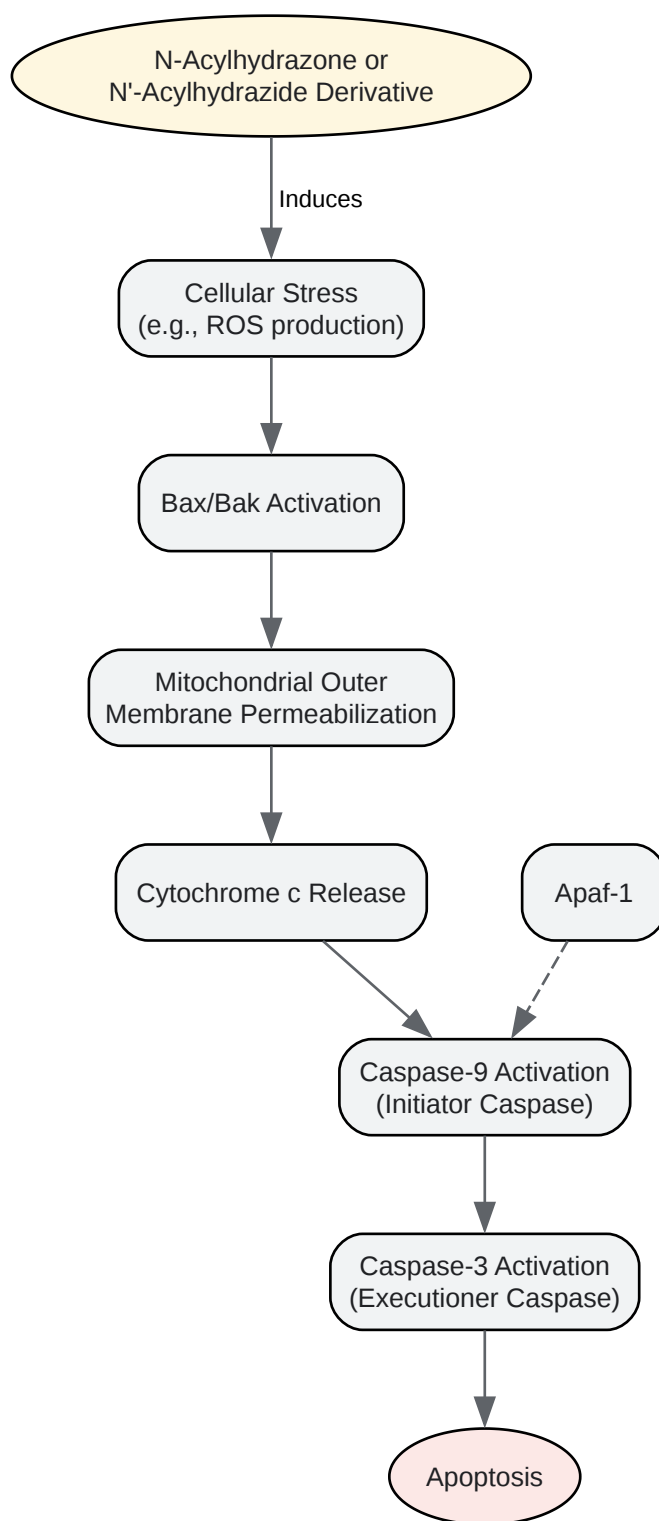 N-Acylhydrazone or
N'-Acylhydrazide Derivative
Induces
Cellular Stress
(e.g., ROS production)
Bax/Bak Activation
Mitochondrial Outer
Membrane Permeabilization
Cytochrome c Release
Apaf-1
Caspase-9 Activation
(Initiator Caspase)
Caspase-3 Activation
(Executioner Caspase)
Apoptosis